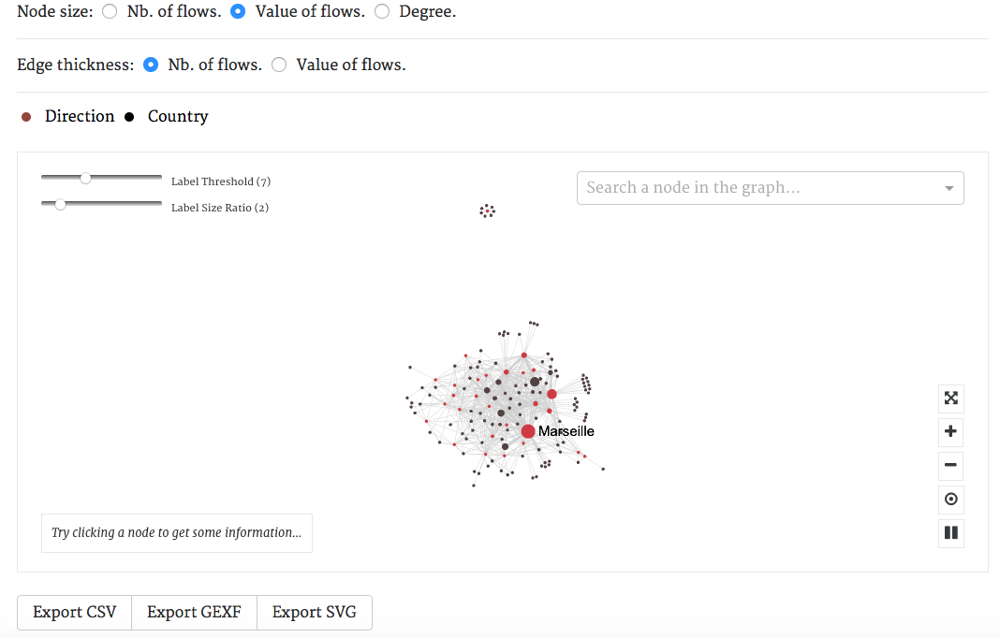 Node size: Nb. of flows. Value of flows. Degree.
Edge thickness: Nb. of flows. Value of flows.
Direction Country
Label Threshold (7)
Search a node in the graph...
Label Size Ratio (2)
Marseille
Try clicking a node to get some information...
Export CSV Export GEXF Export SVG